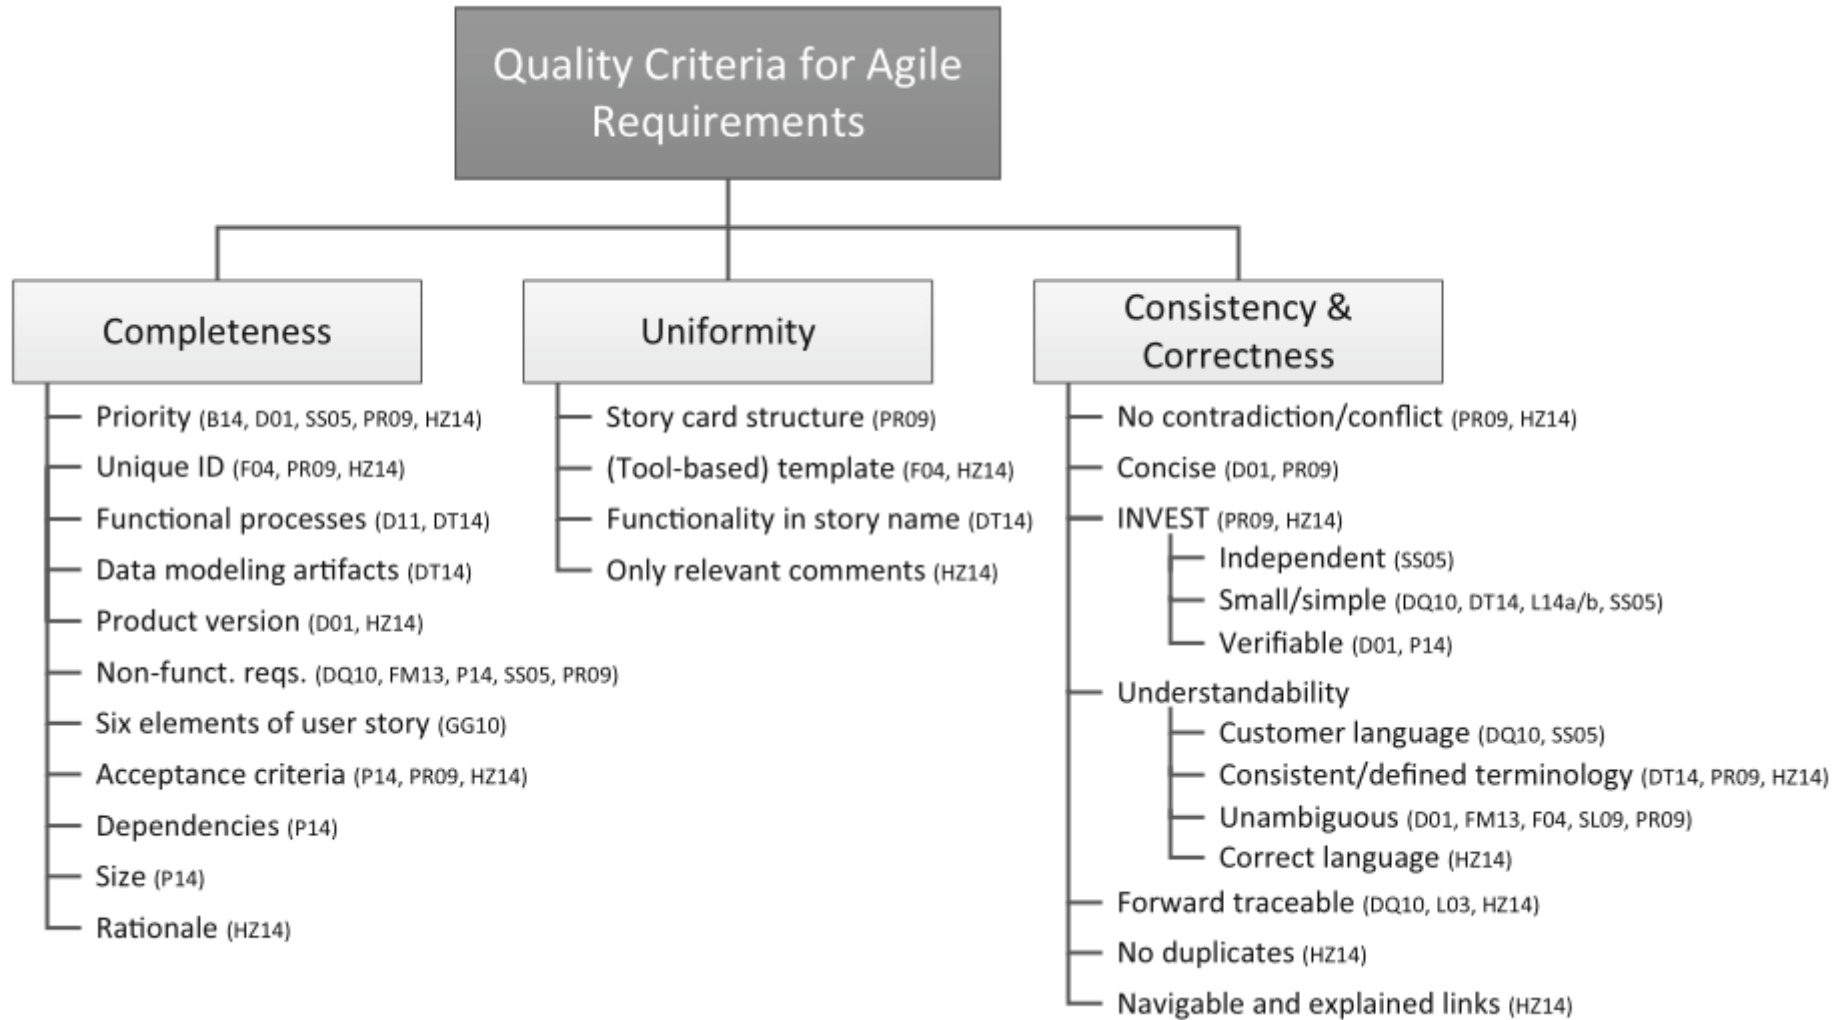 Quality Criteria for Agile
Requirements
Completeness
Priority (B14, D01, SS05, PR09, HZ14)
Unique ID (F04, PR09, HZ14)
Functional processes (D11, DT14)
Data modeling artifacts (DT14)
Product version (D01, HZ14)
Non-funct. reqs. (DQ10, FM13, P14, SS05, PR09)
Six elements of user story (GG10)
Acceptance criteria (P14, PR09, HZ14)
Dependencies (P14)
Size (P14)
Rationale (HZ14)
Uniformity
Story card structure (PR09)
(Tool-based) template (F04, HZ14)
Functionality in story name (DT14)
Only relevant comments (HZ14)
Consistency &
Correctness
No contradiction/conflict (PR09, HZ14)
Concise (D01, PR09)
INVEST (PR09, HZ14)
Independent (SS05)
Small/simple (DQ10, DT14, L14a/b, SS05)
Verifiable (D01, P14)
Understandability
Customer language (DQ10, SS05)
Consistent/defined terminology (DT14, PR09, HZ14)
Unambiguous (D01, FM13, F04, SL09, PR09)
Correct language (HZ14)
Forward traceable (DQ10, L03, HZ14)
No duplicates (HZ14)
Navigable and explained links (HZ14)